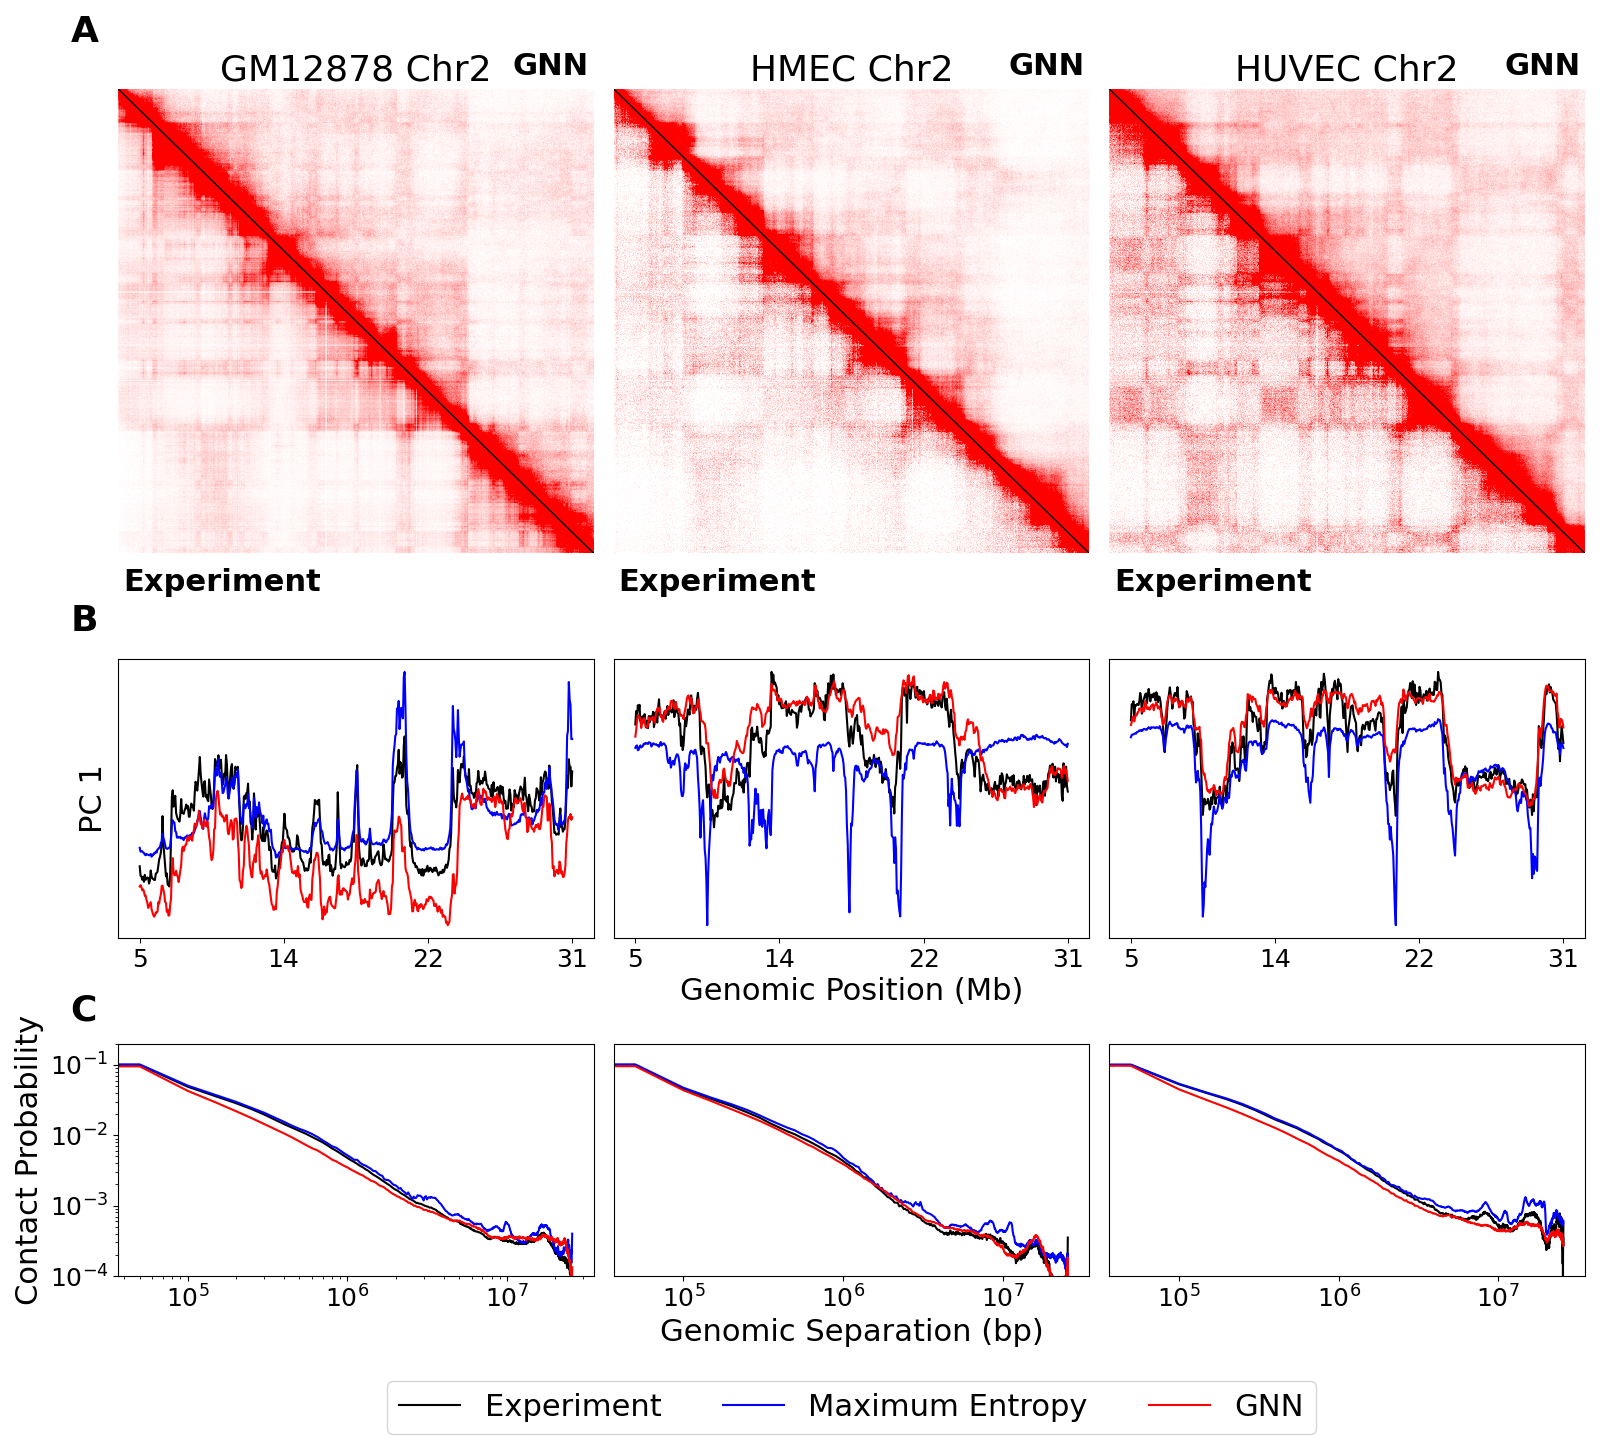 A
GM12878 Chr2 GNN
HMEC Chr2 GNN
HUVEC Chr2 GNN
Experiment
Experiment
Experiment
B
PC 1
5 14 22 31
5 14 22 31
5 14 22 31
Genomic Position (Mb)
C
Contact Probability
10⁻¹
10⁻²
10⁻³
10⁻⁴
10⁵ 10⁶ 10⁷
10⁵ 10⁶ 10⁷
10⁵ 10⁶ 10⁷
Genomic Separation (bp)
Experiment Maximum Entropy GNN